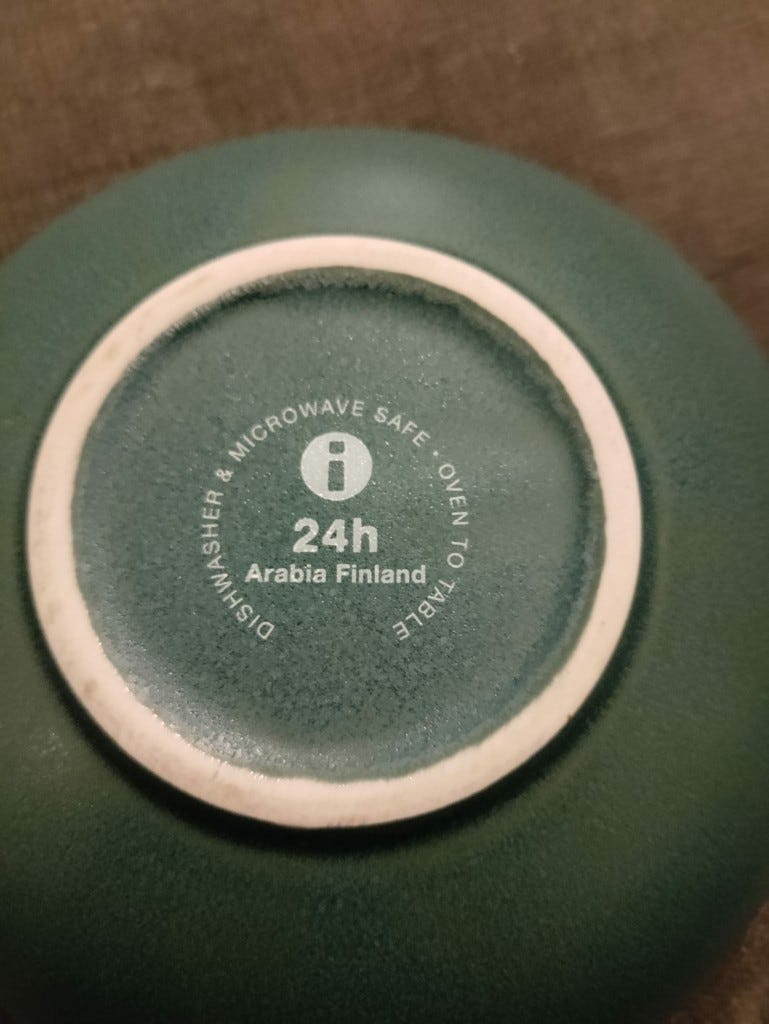 DISHWASHER & MICROWAVE SAFE · OVEN TO TABLE
i
24h
Arabia Finland